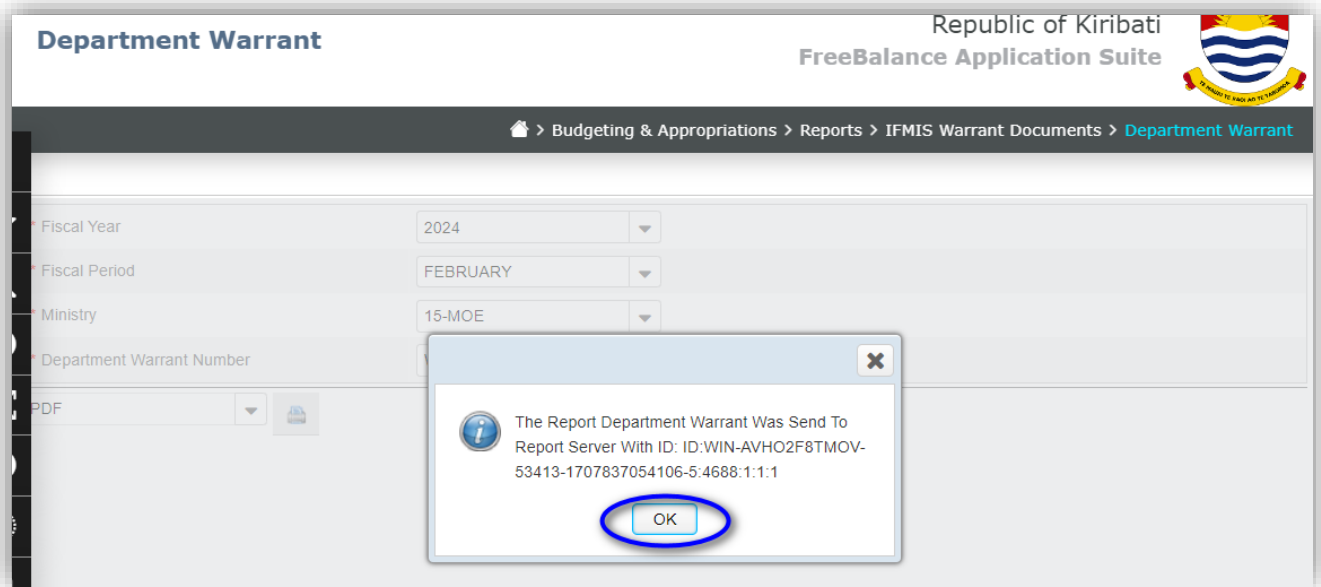 Department Warrant
Republic of Kiribati
FreeBalance Application Suite
> Budgeting & Appropriations > Reports > IFMIS Warrant Documents > Department Warrant
* Fiscal Year 2024
* Fiscal Period FEBRUARY
* Ministry 15-MOE
* Department Warrant Number
PDF
The Report Department Warrant Was Send To
Report Server With ID: ID:WIN-AVHO2F8TMOV-
53413-1707837054106-5:4688:1:1:1
OK